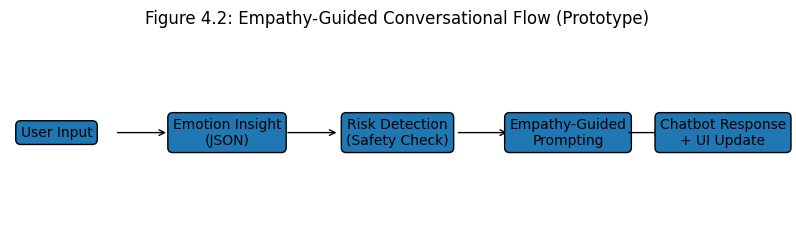 Figure 4.2: Empathy-Guided Conversational Flow (Prototype)
User Input
Emotion Insight
(JSON)
Risk Detection
(Safety Check)
Empathy-Guided
Prompting
Chatbot Response
+ UI Update